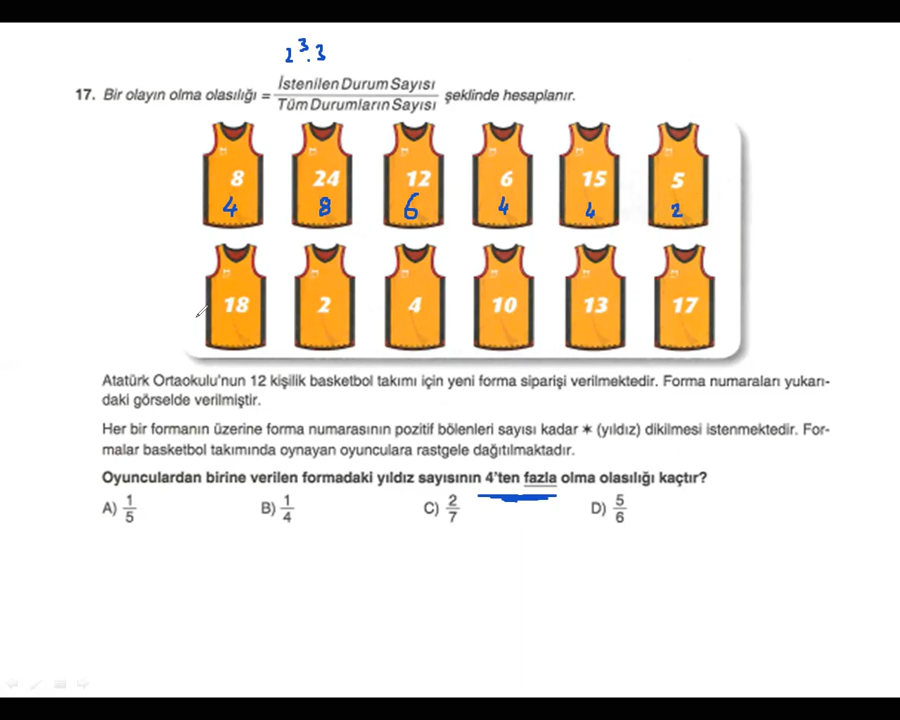 2³.3
17. Bir olayın olma olasılığı = İstenilen Durum Sayısı / Tüm Durumların Sayısı şeklinde hesaplanır.
8 24 12 6 15 5
4 8 6 4 4 2
18 2 4 10 13 17
Atatürk Ortaokulu'nun 12 kişilik basketbol takımı için yeni forma siparişi verilmektedir. Forma numaraları yukarı-
daki görselde verilmiştir.
Her bir formanın üzerine forma numarasının pozitif bölenleri sayısı kadar ✶ (yıldız) dikilmesi istenmektedir. For-
malar basketbol takımında oynayan oyunculara rastgele dağıtılmaktadır.
Oyunculardan birine verilen formadaki yıldız sayısının 4'ten fazla olma olasılığı kaçtır?
A) 1/5 B) 1/4 C) 2/7 D) 5/6